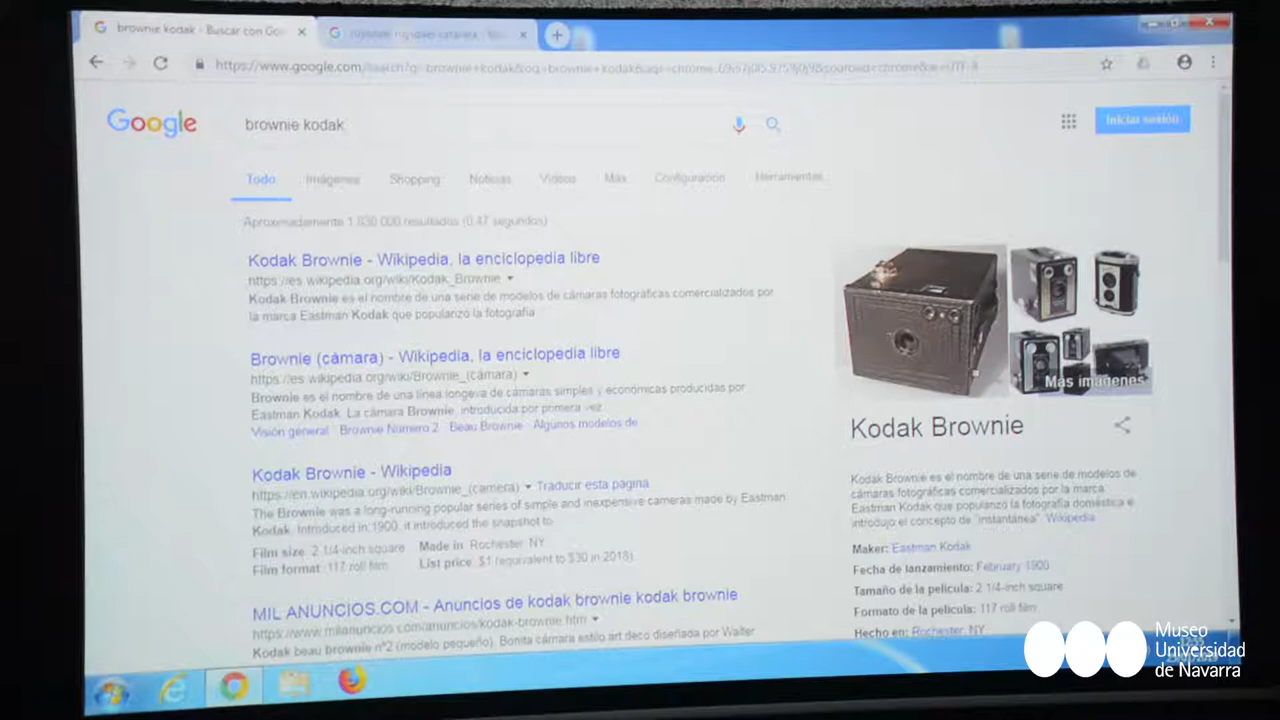 brownie kodak - Buscar con Goo
https://www.google.com/search?q=brownie+kodak&oq=brownie+kodak&aqs=chrome
Google
brownie kodak
Iniciar sesión
Todo Imágenes Shopping Noticias Vídeos Más Configuración Herramientas
Aproximadamente 1.830.000 resultados (0,47 segundos)
Kodak Brownie - Wikipedia, la enciclopedia libre
https://es.wikipedia.org/wiki/Kodak_Brownie
Kodak Brownie es el nombre de una serie de modelos de cámaras fotográficas comercializados por
la marca Eastman Kodak que popularizó la fotografía
Brownie (cámara) - Wikipedia, la enciclopedia libre
https://es.wikipedia.org/wiki/Brownie_(cámara)
Brownie es el nombre de una línea longeva de cámaras simples y económicas producidas por
Eastman Kodak. La cámara Brownie, introducida por primera vez
Visión general Brownie Número 2 Beau Brownie Algunos modelos de
Kodak Brownie - Wikipedia
https://en.wikipedia.org/wiki/Brownie_(camera) Traducir esta página
The Brownie was a long-running popular series of simple and inexpensive cameras made by Eastman
Kodak. Introduced in 1900, it introduced the snapshot to
Film size: 2 1/4-inch square Made in: Rochester, NY
Film format: 117 roll film List price: $1 (equivalent to $30 in 2018)
MIL ANUNCIOS.COM - Anuncios de kodak brownie kodak brownie
https://www.milanuncios.com/anuncios/kodak-brownie.htm
Kodak beau brownie nº2 (modelo pequeño). Bonita cámara estilo art deco diseñada por Walter
Más imágenes
Kodak Brownie
Kodak Brownie es el nombre de una serie de modelos de
cámaras fotográficas comercializados por la marca
Eastman Kodak que popularizó la fotografía doméstica e
introdujo el concepto de "instantánea". Wikipedia
Maker: Eastman Kodak
Fecha de lanzamiento: February 1900
Tamaño de la película: 2 1/4-inch square
Formato de la película: 117 roll film
Hecho en: Rochester, NY
Museo
Universidad
de Navarra